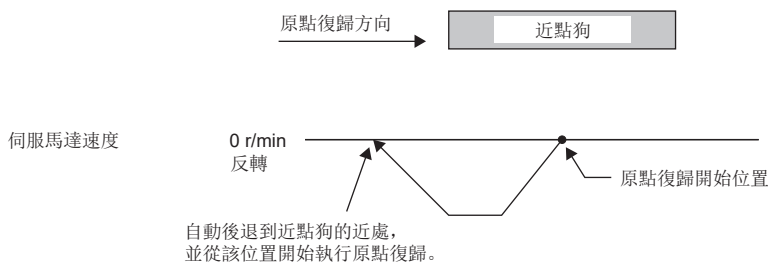 原點復歸方向
近點狗
伺服馬達速度
0 r/min
反轉
原點復歸開始位置
自動後退到近點狗的近處,
並從該位置開始執行原點復歸。